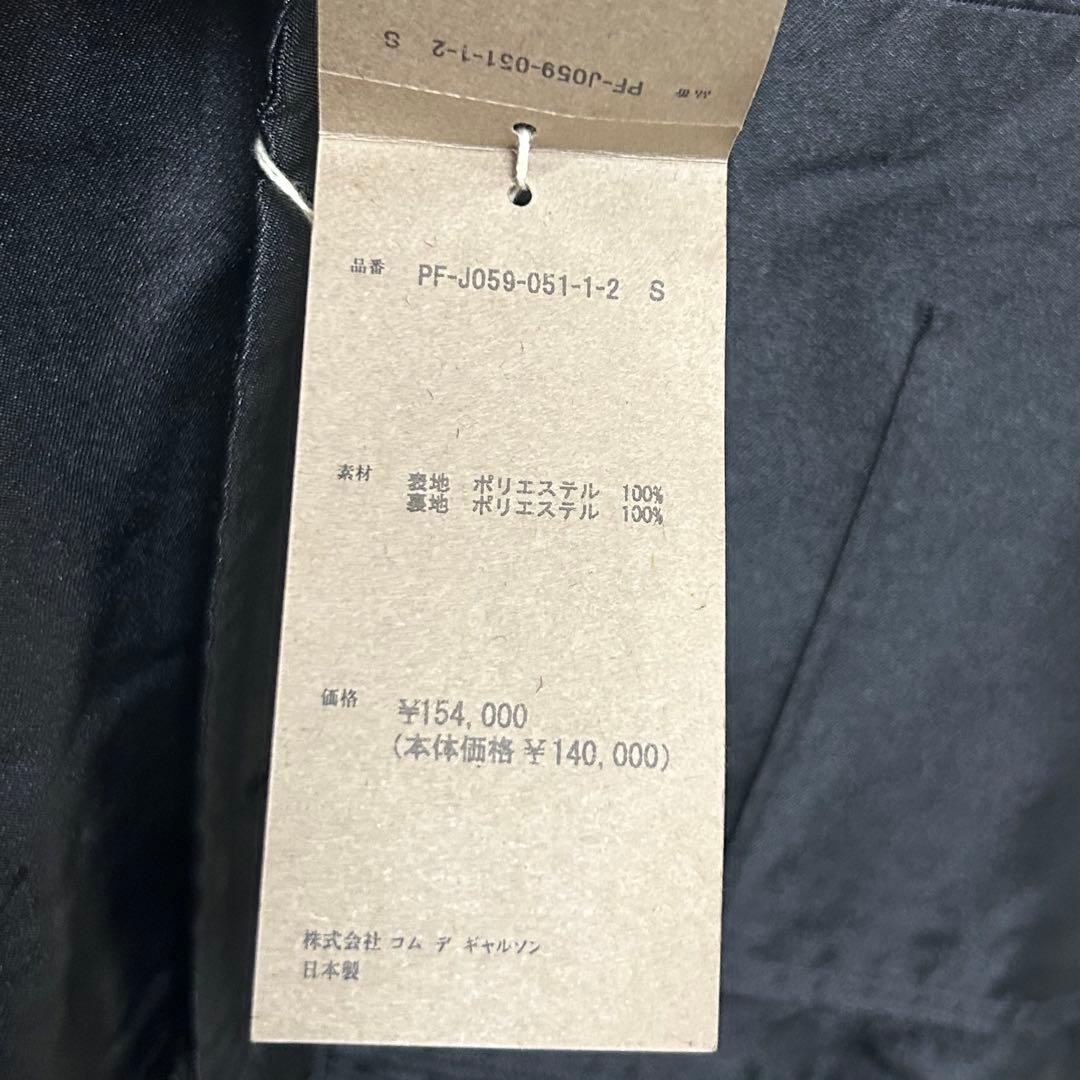 品番 PF-J059-051-1-2 S
品番 PF-J059-051-1-2 S
素材 表地 ポリエステル 100%
裏地 ポリエステル 100%
価格 ¥154,000
(本体価格 ¥140,000)
株式会社 コム デ ギャルソン
日本製